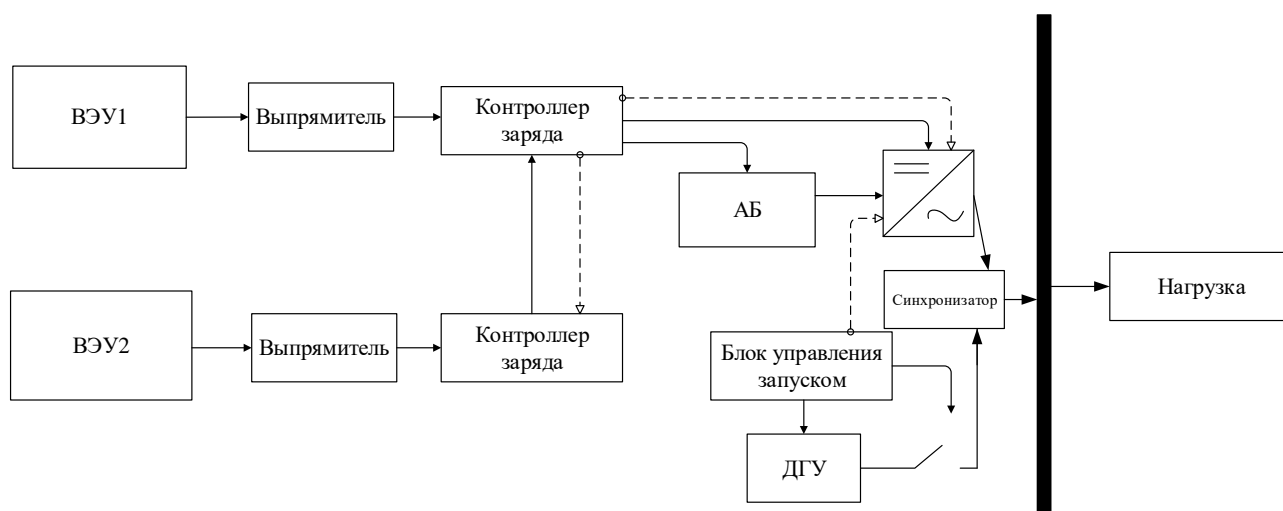 ВЭУ1
Выпрямитель
Контроллер
заряда
АБ
ВЭУ2
Выпрямитель
Контроллер
заряда
Синхронизатор
Нагрузка
Блок управления
запуском
ДГУ